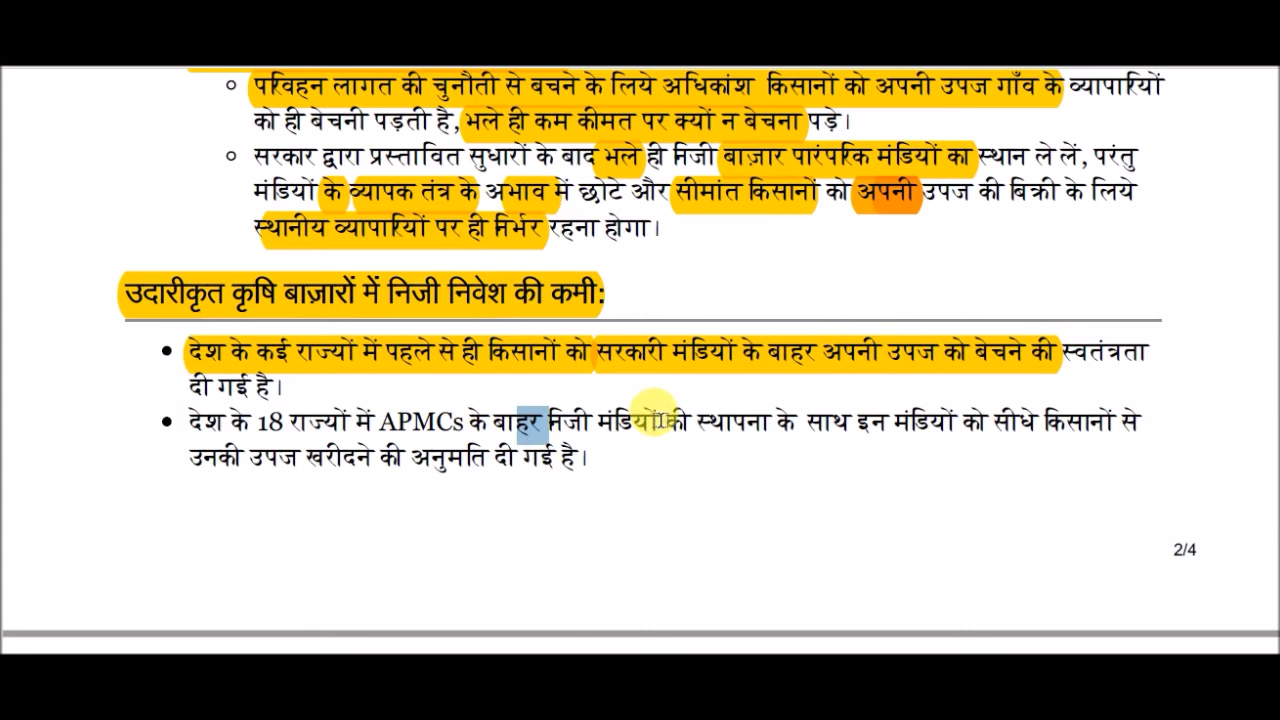 परिवहन लागत की चुनौती से बचने के लिये अधिकांश किसानों को अपनी उपज गाँव के व्यापारियों
को ही बेचनी पड़ती है, भले ही कम कीमत पर क्यों न बेचना पड़े।
सरकार द्वारा प्रस्तावित सुधारों के बाद भले ही निजी बाज़ार पारंपरिक मंडियों का स्थान ले लें, परंतु
मंडियों के व्यापक तंत्र के अभाव में छोटे और सीमांत किसानों को अपनी उपज की बिक्री के लिये
स्थानीय व्यापारियों पर ही निर्भर रहना होगा।
उदारीकृत कृषि बाज़ारों में निजी निवेश की कमी:
देश के कई राज्यों में पहले से ही किसानों को सरकारी मंडियों के बाहर अपनी उपज को बेचने की स्वतंत्रता
दी गई है।
देश के 18 राज्यों में APMCs के बाहर निजी मंडियों की स्थापना के साथ इन मंडियों को सीधे किसानों से
उनकी उपज खरीदने की अनुमति दी गई है।
2/4